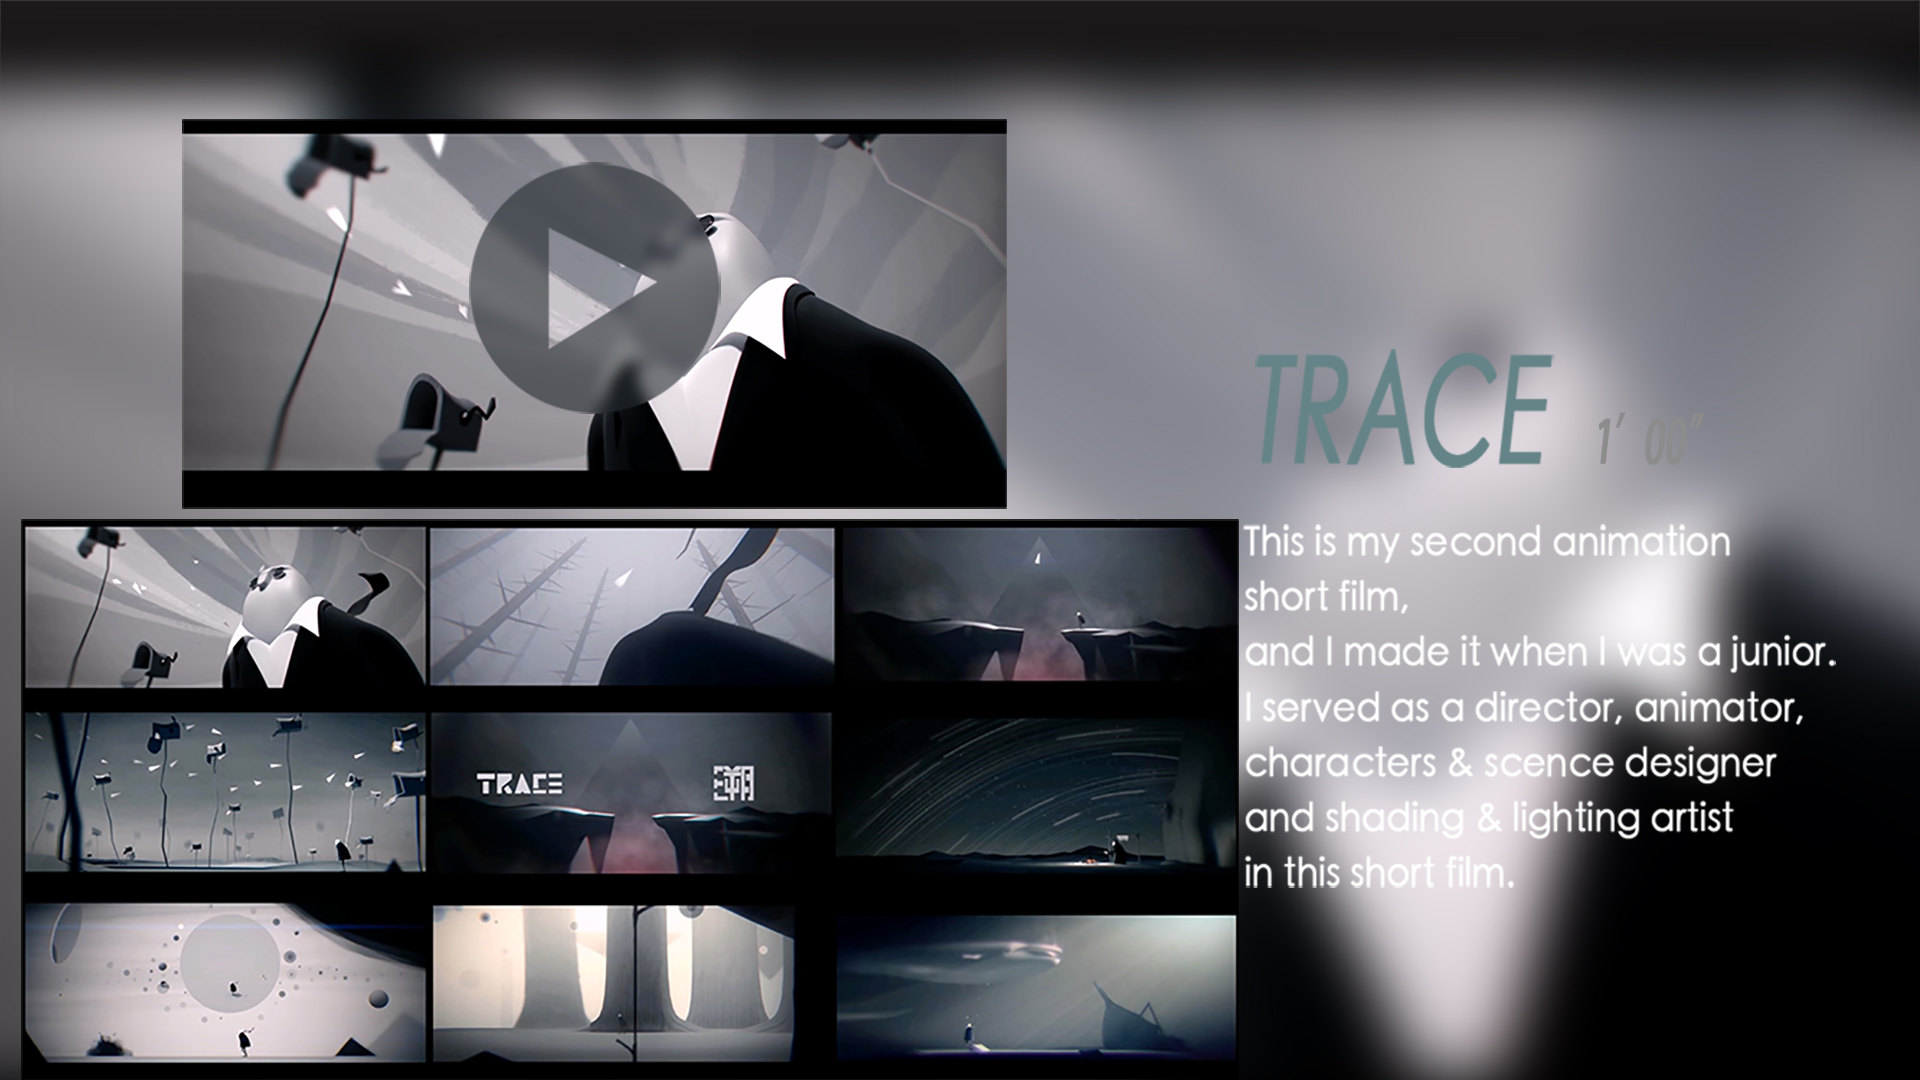 TRACE 1' 00"
This is my second animation
short film,
and I made it when I was a junior.
I served as a director, animator,
characters & scence designer
and shading & lighting artist
in this short film.
TRACE